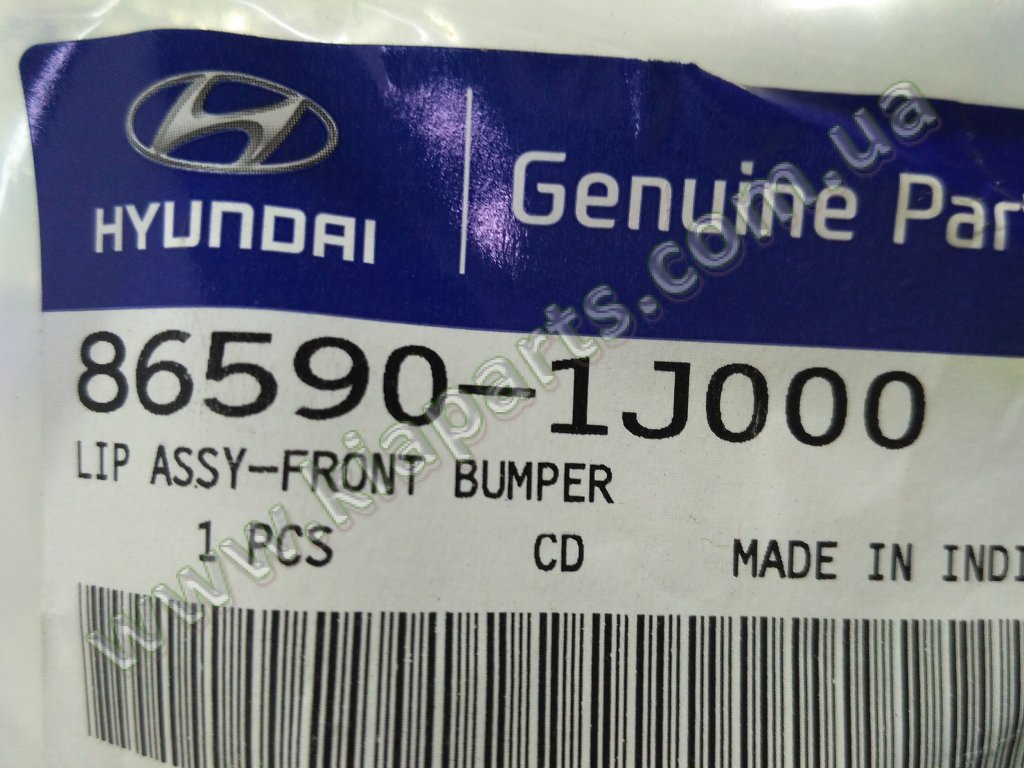 HYUNDAI
Genuine Par
86590-1J000
LIP ASSY-FRONT BUMPER
1 PCS CD MADE IN INDI
www.kiaparts.com.ua